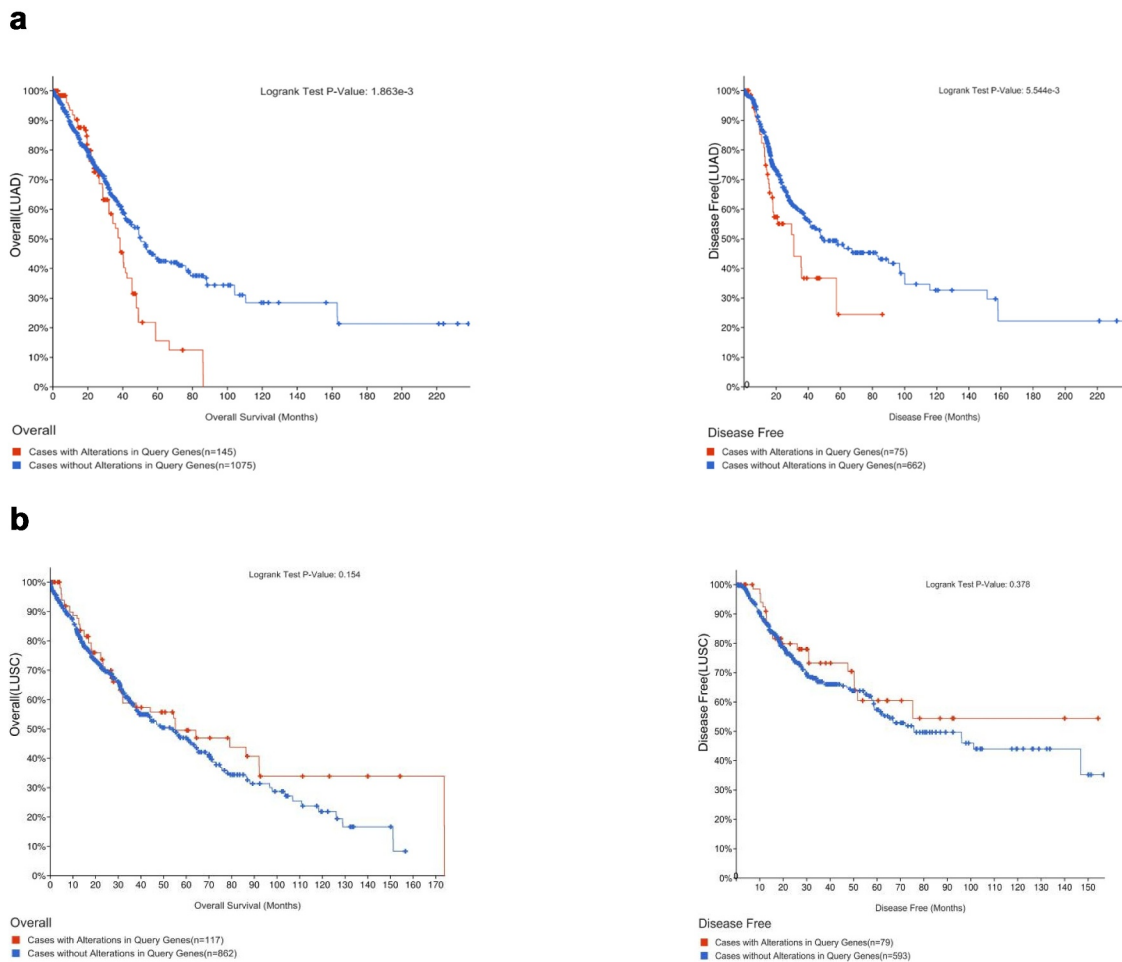 a
Logrank Test P-Value: 1.863e-3
100%
90%
80%
70%
60%
50%
40%
30%
20%
10%
0%
Overall(LUAD)
0 20 40 60 80 100 120 140 160 180 200 220
Overall Survival (Months)
Overall
Cases with Alterations in Query Genes(n=145)
Cases without Alterations in Query Genes(n=1075)
Logrank Test P-Value: 5.544e-3
100%
90%
80%
70%
60%
50%
40%
30%
20%
10%
0%
Disease Free(LUAD)
0
20 40 60 80 100 120 140 160 180 200 220
Disease Free (Months)
Disease Free
Cases with Alterations in Query Genes(n=75)
Cases without Alterations in Query Genes(n=662)
b
Logrank Test P-Value: 0.154
100%
90%
80%
70%
60%
50%
40%
30%
20%
10%
0%
Overall(LUSC)
0 10 20 30 40 50 60 70 80 90 100 110 120 130 140 150 160 170
Overall Survival (Months)
Overall
Cases with Alterations in Query Genes(n=117)
Cases without Alterations in Query Genes(n=862)
Logrank Test P-Value: 0.378
100%
90%
80%
70%
60%
50%
40%
30%
20%
10%
0%
Disease Free(LUSC)
0
10 20 30 40 50 60 70 80 90 100 110 120 130 140 150
Disease Free (Months)
Disease Free
Cases with Alterations in Query Genes(n=79)
Cases without Alterations in Query Genes(n=593)